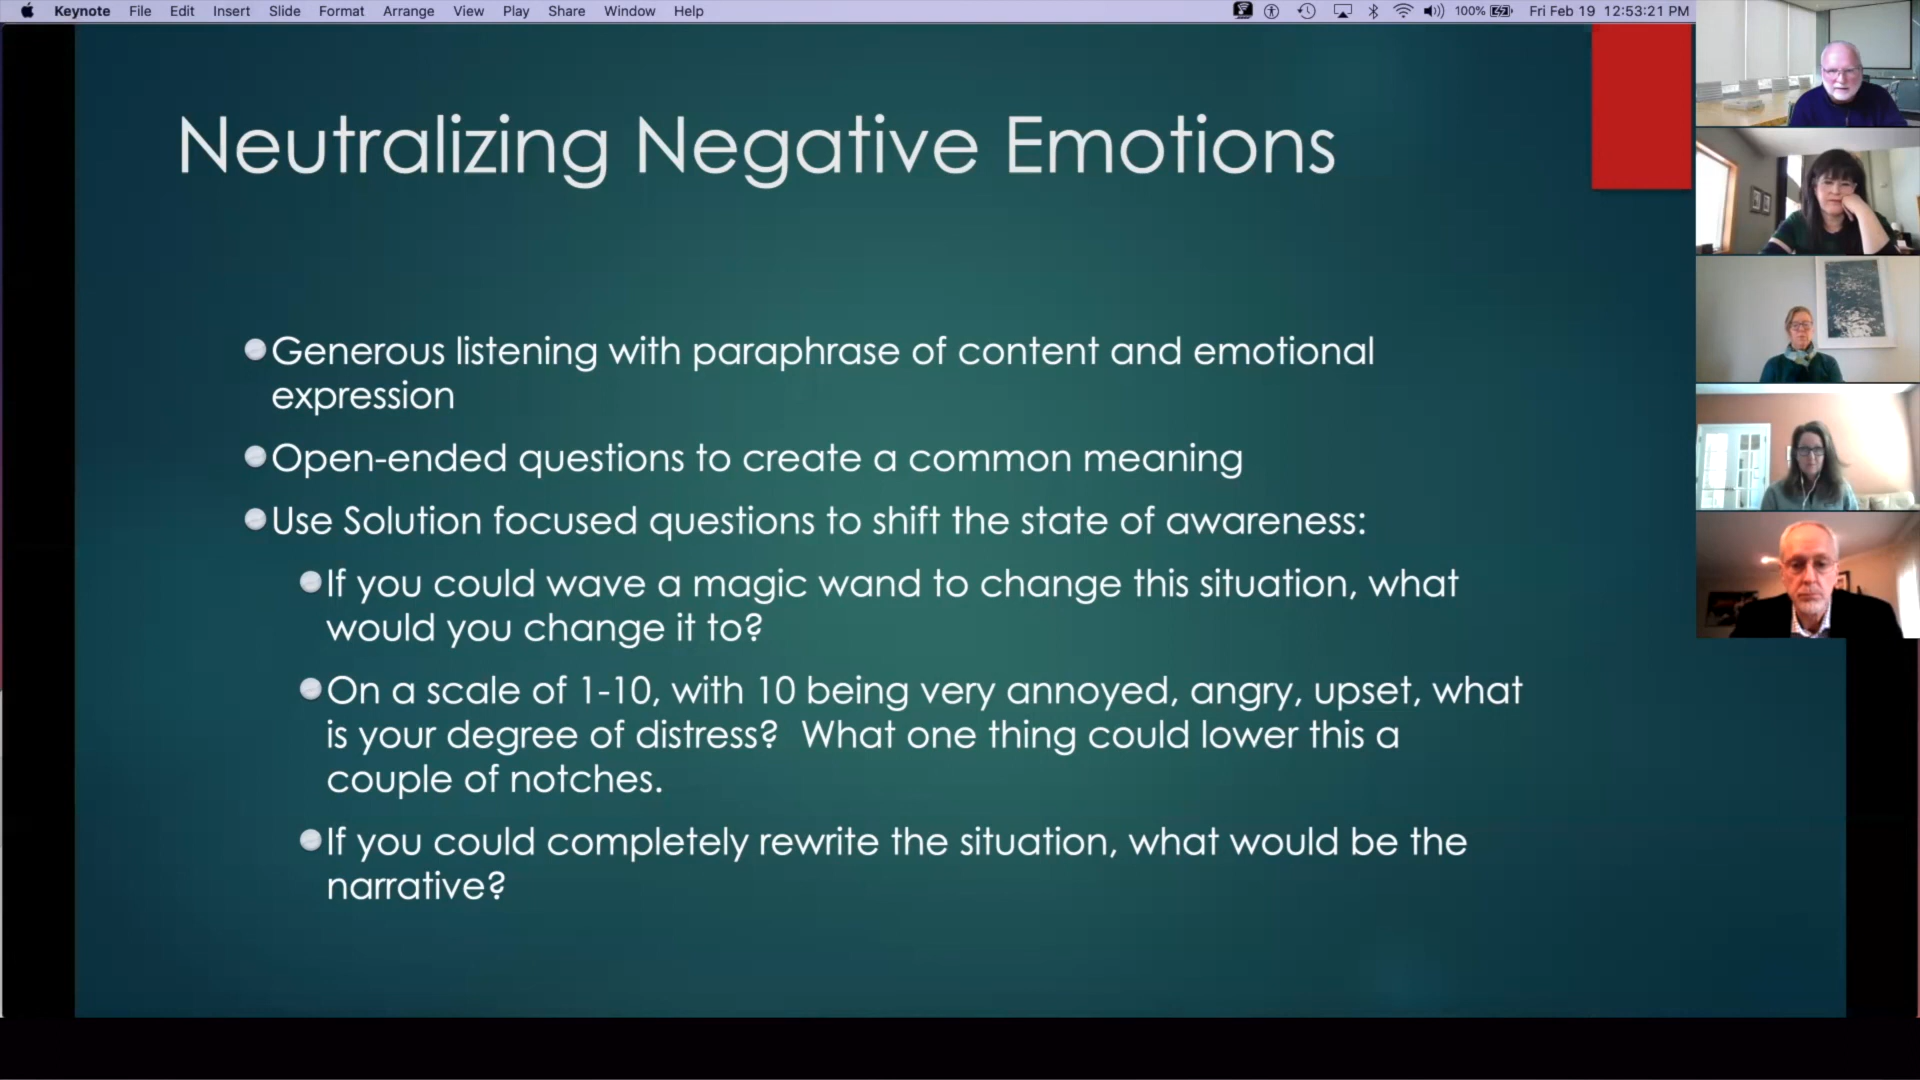 Keynote File Edit Insert Slide Format Arrange View Play Share Window Help 100% Fri Feb 19 12:53:21 PM
Neutralizing Negative Emotions
Generous listening with paraphrase of content and emotional
expression
Open-ended questions to create a common meaning
Use Solution focused questions to shift the state of awareness:
If you could wave a magic wand to change this situation, what
would you change it to?
On a scale of 1-10, with 10 being very annoyed, angry, upset, what
is your degree of distress? What one thing could lower this a
couple of notches.
If you could completely rewrite the situation, what would be the
narrative?